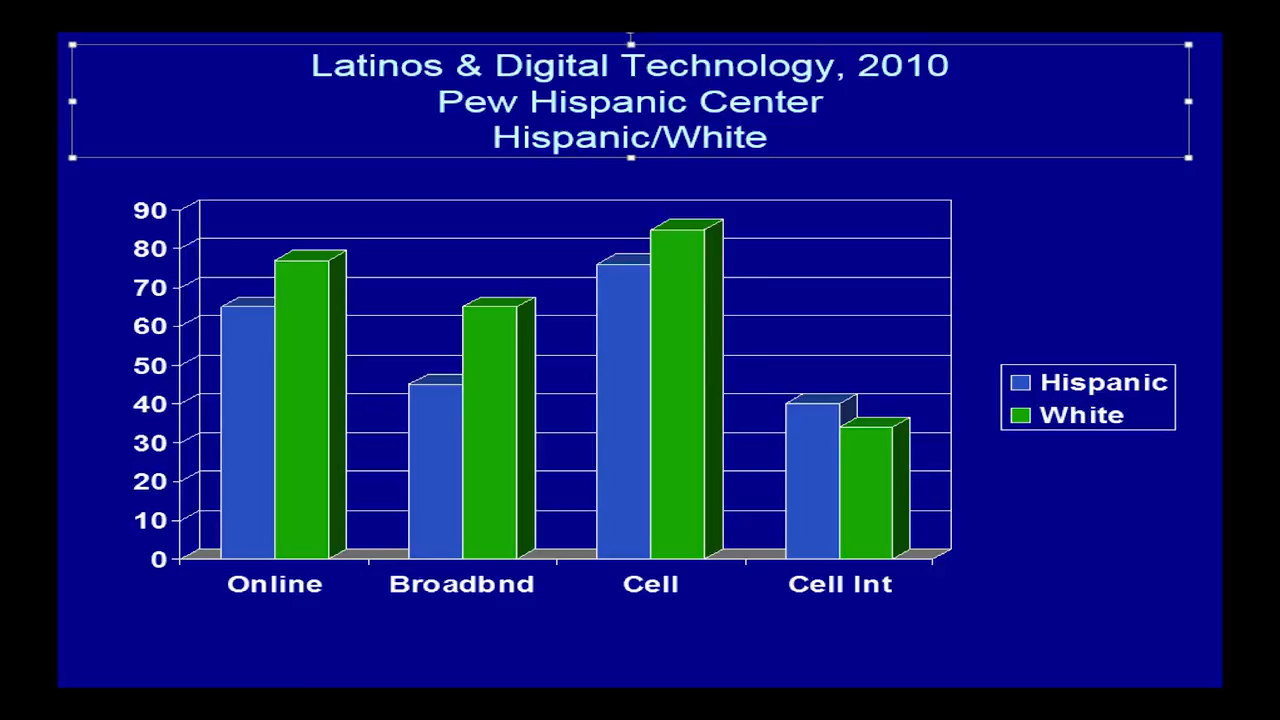 Latinos & Digital Technology, 2010
Pew Hispanic Center
Hispanic/White
90
80
70
60
50
40
30
20
10
0
Online Broadbnd Cell Cell Int
Hispanic
White